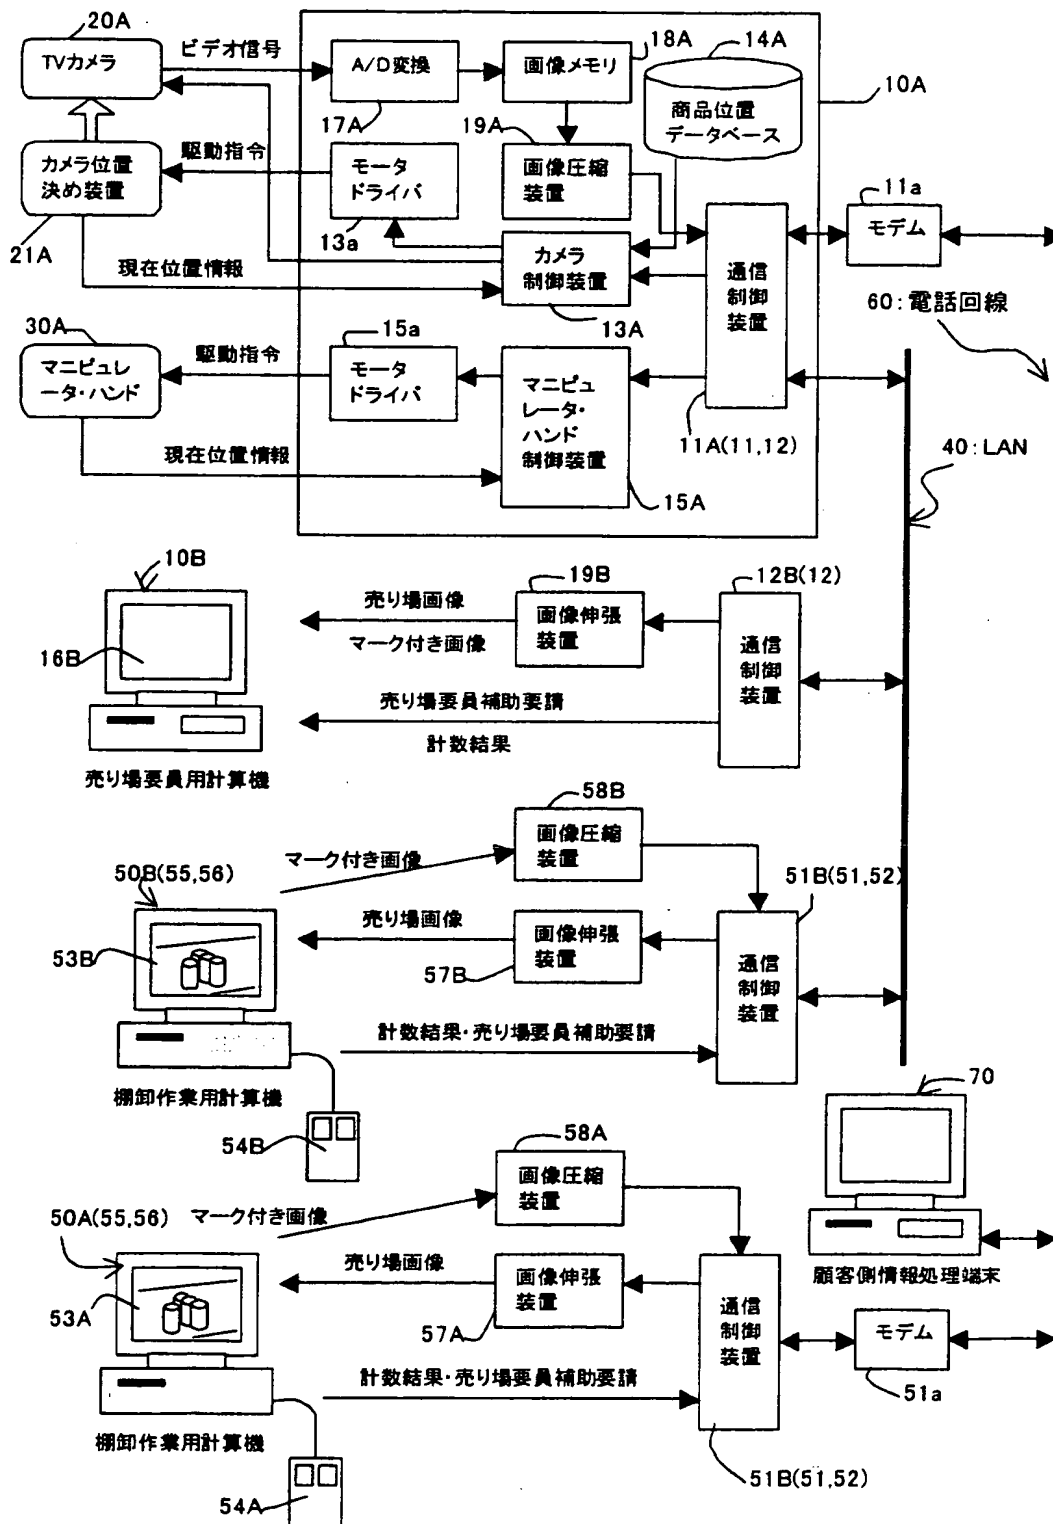 20A
TVカメラ
ビデオ信号
A/D変換
17A
画像メモリ
18A
14A
商品位置
データベース
10A
カメラ位置
決め装置
21A
駆動指令
モータ
ドライバ
13a
19A
画像圧縮
装置
11a
モデム
現在位置情報
カメラ
制御装置
13A
通信
制御
装置
11A(11,12)
60:電話回線
30A
マニピュレ
ータ・ハンド
駆動指令
15a
モータ
ドライバ
マニピュ
レータ・
ハンド
制御装置
15A
現在位置情報
40:LAN
10B
16B
売り場要員用計算機
売り場画像
マーク付き画像
19B
画像伸張
装置
12B(12)
通信
制御
装置
売り場要員補助要請
計数結果
58B
画像圧縮
装置
マーク付き画像
50B(55,56)
53B
売り場画像
画像伸張
装置
57B
51B(51,52)
通信
制御
装置
計数結果・売り場要員補助要請
棚卸作業用計算機
54B
70
顧客側情報処理端末
58A
画像圧縮
装置
マーク付き画像
50A(55,56)
53A
売り場画像
画像伸張
装置
57A
通信
制御
装置
モデム
51a
計数結果・売り場要員補助要請
棚卸作業用計算機
54A
51B(51,52)